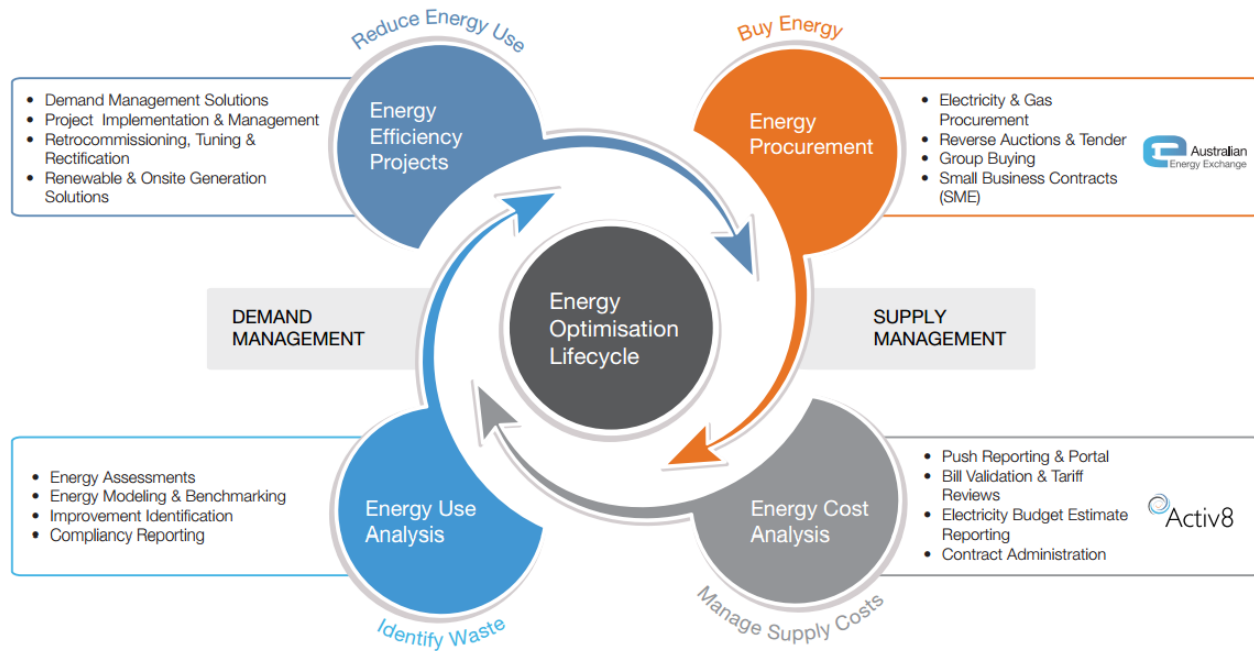 Reduce Energy Use
• Demand Management Solutions
• Project Implementation & Management
• Retrocommissioning, Tuning &
Rectification
• Renewable & Onsite Generation
Solutions
Energy
Efficiency
Projects
Buy Energy
Energy
Procurement
• Electricity & Gas
Procurement
• Reverse Auctions & Tender
• Group Buying
• Small Business Contracts
(SME)
Australian
Energy Exchange
DEMAND
MANAGEMENT
Energy
Optimisation
Lifecycle
SUPPLY
MANAGEMENT
• Energy Assessments
• Energy Modeling & Benchmarking
• Improvement Identification
• Compliancy Reporting
Energy Use
Analysis
Identify Waste
Energy Cost
Analysis
Manage Supply Costs
• Push Reporting & Portal
• Bill Validation & Tariff
Reviews
• Electricity Budget Estimate
Reporting
• Contract Administration
Activ8